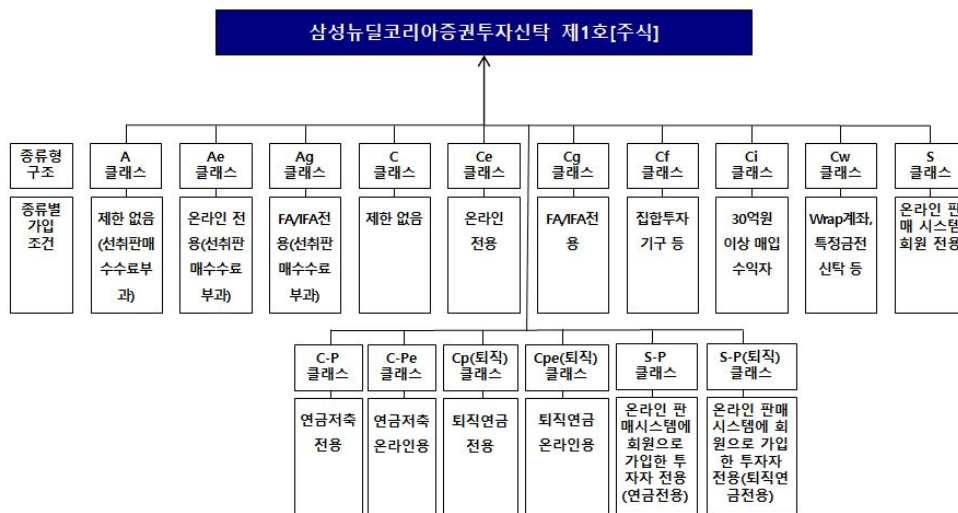 삼성뉴딜코리아증권투자신탁 제1호[주식]
종류형
구조
A
클래스
Ae
클래스
Ag
클래스
C
클래스
Ce
클래스
Cg
클래스
Cf
클래스
Ci
클래스
Cw
클래스
S
클래스
종류별
가입
조건
제한 없음
(선취판매
수수료부
과)
온라인 전
용(선취판
매수수료
부과)
FA/IFA전
용(선취판
매수수료
부과)
제한 없음
온라인
전용
FA/IFA전
용
집합투자
기구 등
30억원
이상 매입
수익자
Wrap계좌,
특정금전
신탁 등
온라인 판
매 시스템
회원 전용
C-P
클래스
C-Pe
클래스
Cp(퇴직)
클래스
Cpe(퇴직)
클래스
S-P
클래스
S-P(퇴직)
클래스
연금저축
전용
연금저축
온라인용
퇴직연금
전용
퇴직연금
온라인용
온라인 판
매시스템에
회원으로
가입한 투
자자 전용
(연금전용)
온라인 판매
시스템에 회
원으로 가입
한 투자자
전용(퇴직연
금전용)